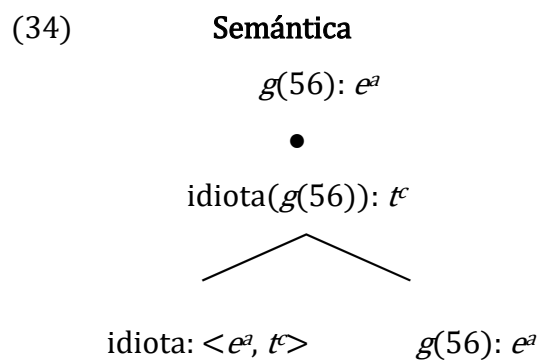 (34) Semántica
g(56): eᵃ
•
idiota(g(56)): tᶜ
idiota: <eᵃ, tᶜ> g(56): eᵃ